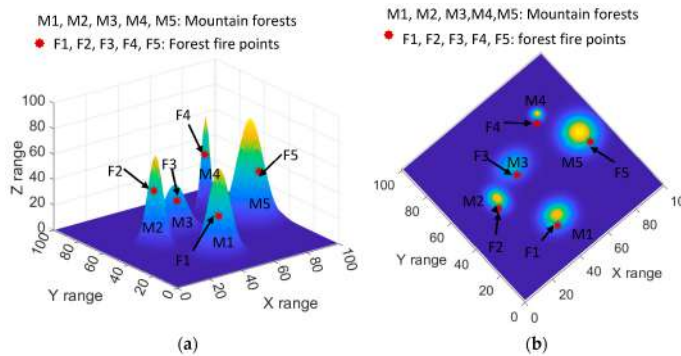 M1, M2, M3, M4, M5: Mountain forests
F1, F2, F3, F4, F5: Forest fire points
100
80
60
40
20
0
Z range
F4
F2
F3
F5
M4
M2
M3
M5
M1
F1
100
80
60
40
20
0
Y range
0
20
40
60
80
100
X range
(a)
M1, M2, M3,M4,M5: Mountain forests
F1, F2, F3, F4, F5: forest fire points
M4
F4
F3
M3
M5
F5
M2
F2
F1
M1
100
80
60
40
20
0
Y range
0
20
40
60
80
10
X range
(b)